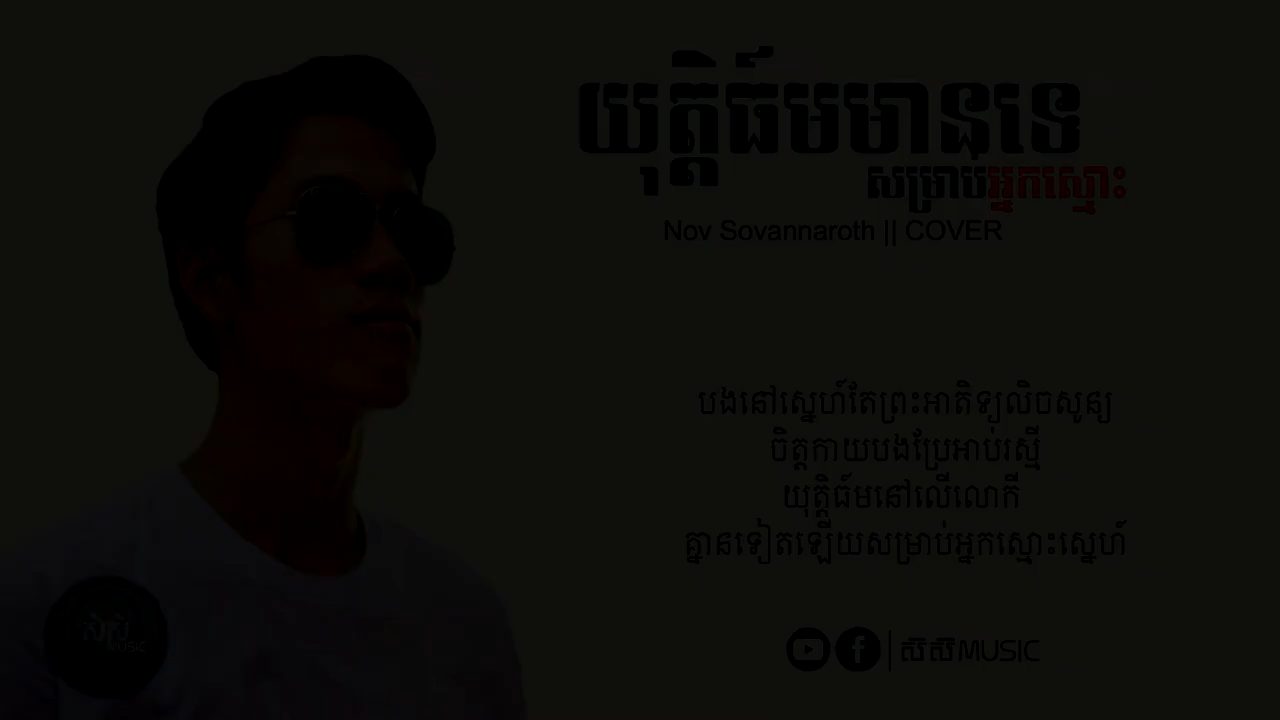 យុត្តិធ៍មមានទេ
សម្រាប់អ្នកស្មោះ
Nov Sovannaroth || COVER
បងនៅស្នេហ៍តែព្រះអាតិទ្យលិចសូន្យ
ចិត្តកាយបងប្រែអាប់រស្មី
យុត្តិធ៍មនៅលើលោកី
គ្មានទៀតឡើយសម្រាប់អ្នកស្មោះស្នេហ៍
សិសិMUSIC
សិសិ
MUSIC